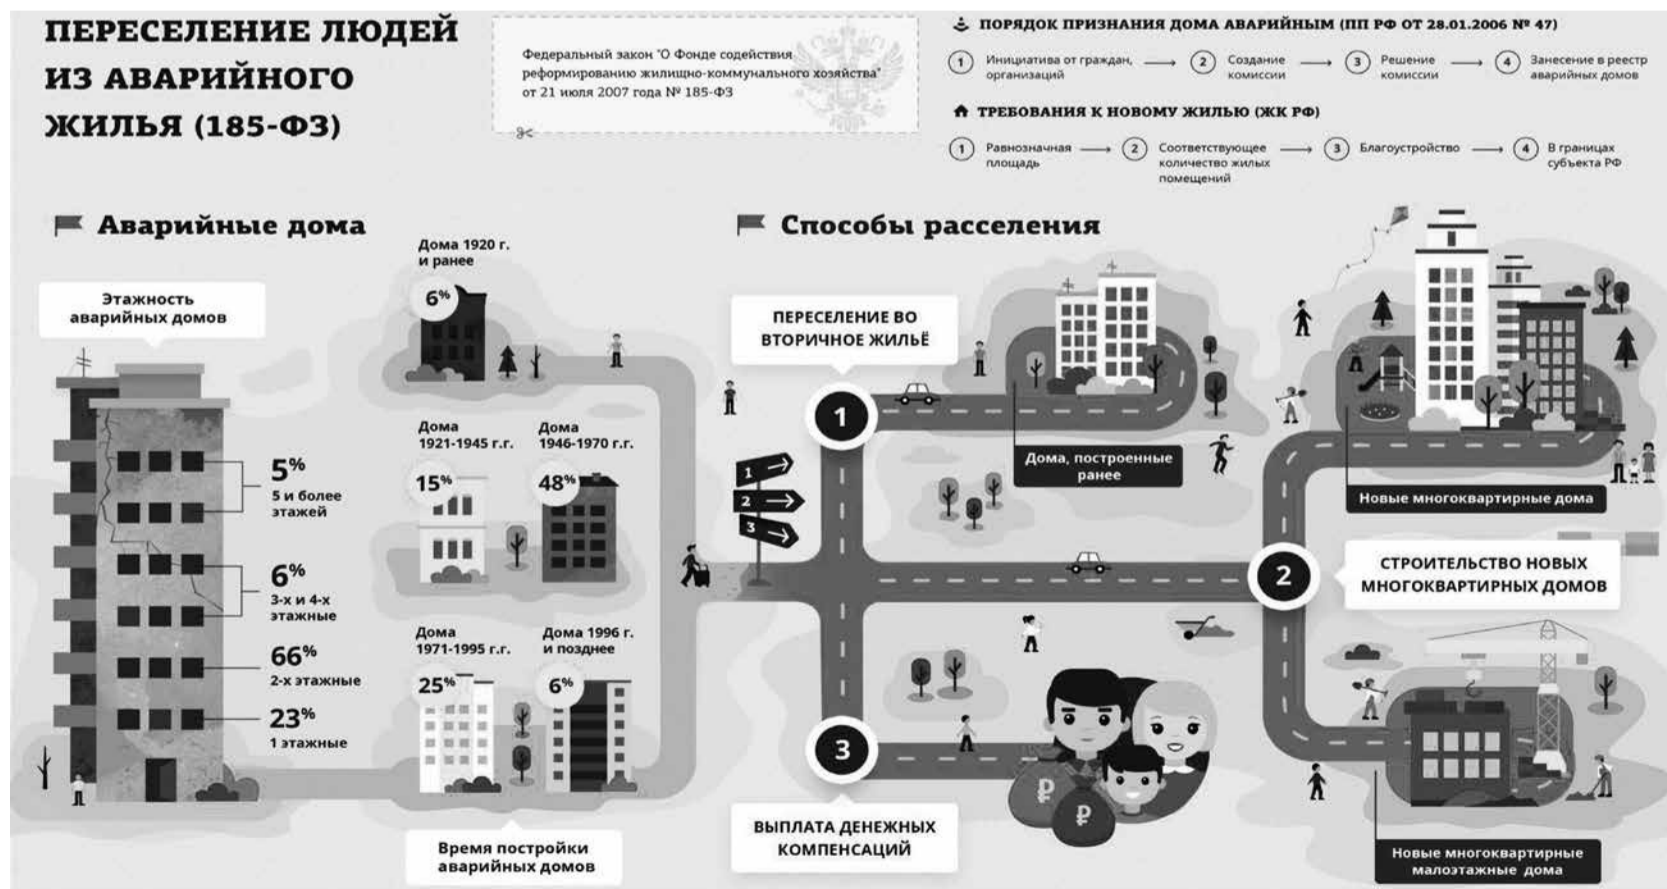 ПЕРЕСЕЛЕНИЕ ЛЮДЕЙ
ИЗ АВАРИЙНОГО
ЖИЛЬЯ (185-ФЗ)
Федеральный закон "О Фонде содействия
реформированию жилищно-коммунального хозяйства"
от 21 июля 2007 года № 185-ФЗ
ПОРЯДОК ПРИЗНАНИЯ ДОМА АВАРИЙНЫМ (ПП РФ ОТ 28.01.2006 № 47)
1 Инициатива от граждан,
организаций
2 Создание
комиссии
3 Решение
комиссии
4 Занесение в реестр
аварийных домов
ТРЕБОВАНИЯ К НОВОМУ ЖИЛЬЮ (ЖК РФ)
1 Равнозначная
площадь
2 Соответствующее
количество жилых
помещений
3 Благоустройство
4 В границах
субъекта РФ
Аварийные дома
Этажность
аварийных домов
5%
5 и более
этажей
6%
3-х и 4-х
этажные
66%
2-х этажные
23%
1 этажные
Дома 1920 г.
и ранее
6%
Дома
1921-1945 г.г.
15%
Дома
1946-1970 г.г.
48%
Дома
1971-1995 г.г.
25%
Дома 1996 г.
и позднее
6%
Время постройки
аварийных домов
Способы расселения
1
2
3
ПЕРЕСЕЛЕНИЕ ВО
ВТОРИЧНОЕ ЖИЛЬЁ
1
Дома, построенные
ранее
Новые многоквартирные дома
2
СТРОИТЕЛЬСТВО НОВЫХ
МНОГОКВАРТИРНЫХ ДОМОВ
Новые многоквартирные
малоэтажные дома
3
₽
₽
ВЫПЛАТА ДЕНЕЖНЫХ
КОМПЕНСАЦИЙ